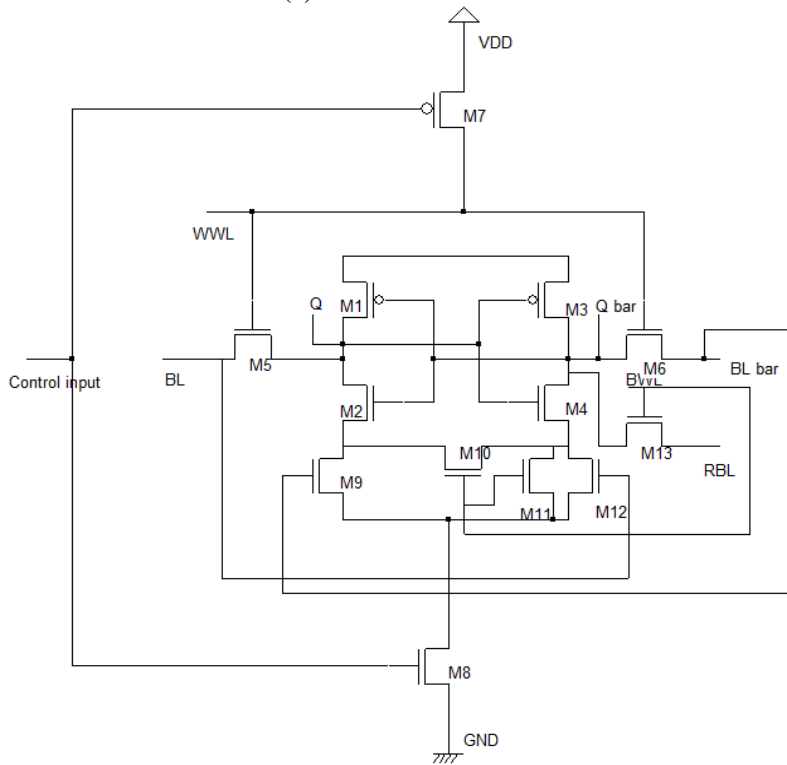 VDD
M7
WWL
M1
M3
Q
Q bar
M5
M6
Control input
BL
BWL
BL bar
M2
M4
M10
M13
M9
RBL
M11
M12
M8
GND